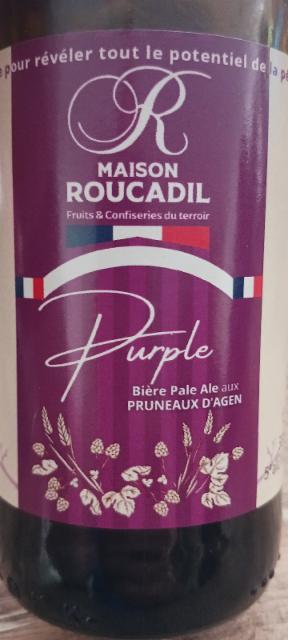 pour révéler tout le potentiel de la
R
MAISON
ROUCADIL
Fruits & Confiseries du terroir
Purple
Bière Pale Ale aux
PRUNEAUX D'AGEN